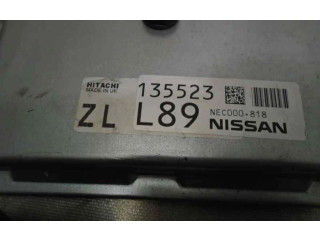 HITACHI
MADE IN UK
135523
ZL L89
NEC000-818
NISSAN